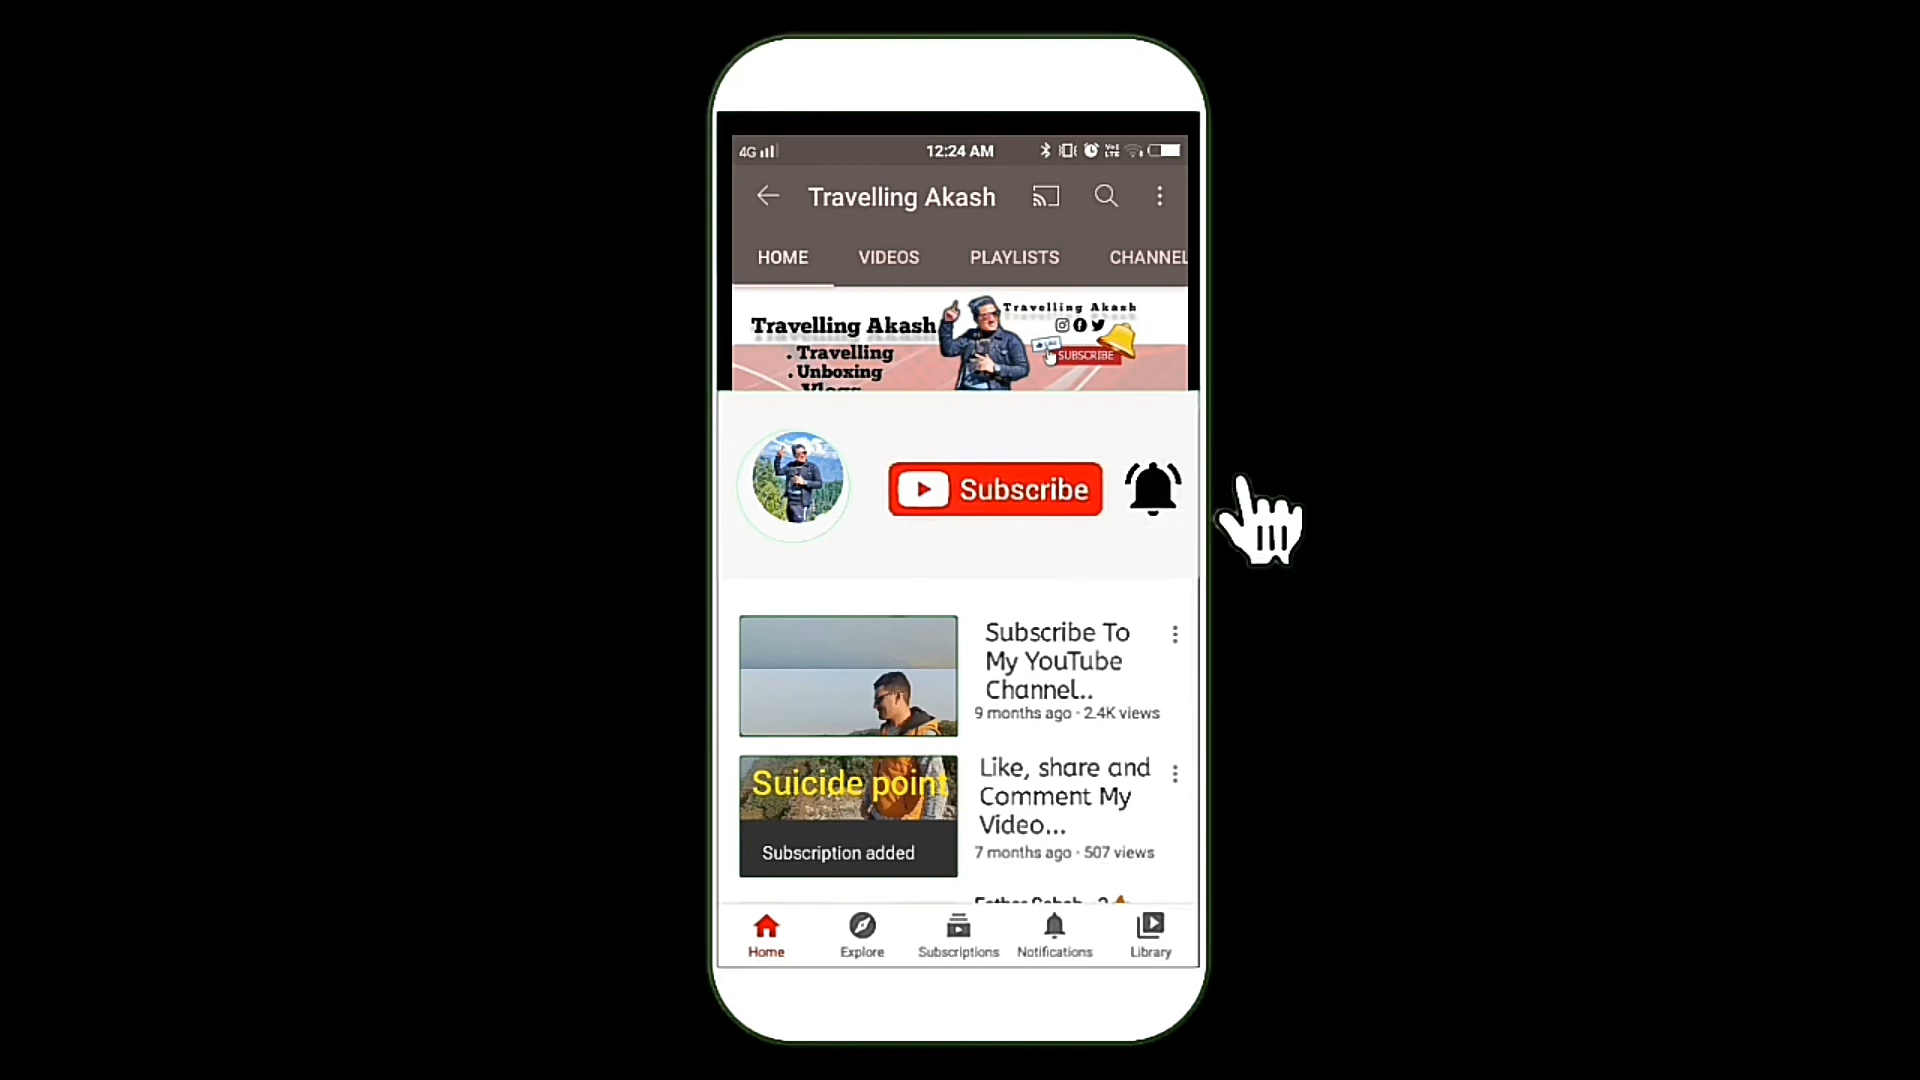 4G 12:24 AM
Travelling Akash
HOME VIDEOS PLAYLISTS CHANNEL
Travelling Akash
Travelling Akash
. Travelling
. Unboxing
Vlogs
SUBSCRIBE
Subscribe
Subscribe To
My YouTube
Channel..
9 months ago · 2.4K views
Suicide point
Subscription added
Like, share and
Comment My
Video...
7 months ago · 507 views
Home Explore Subscriptions Notifications Library